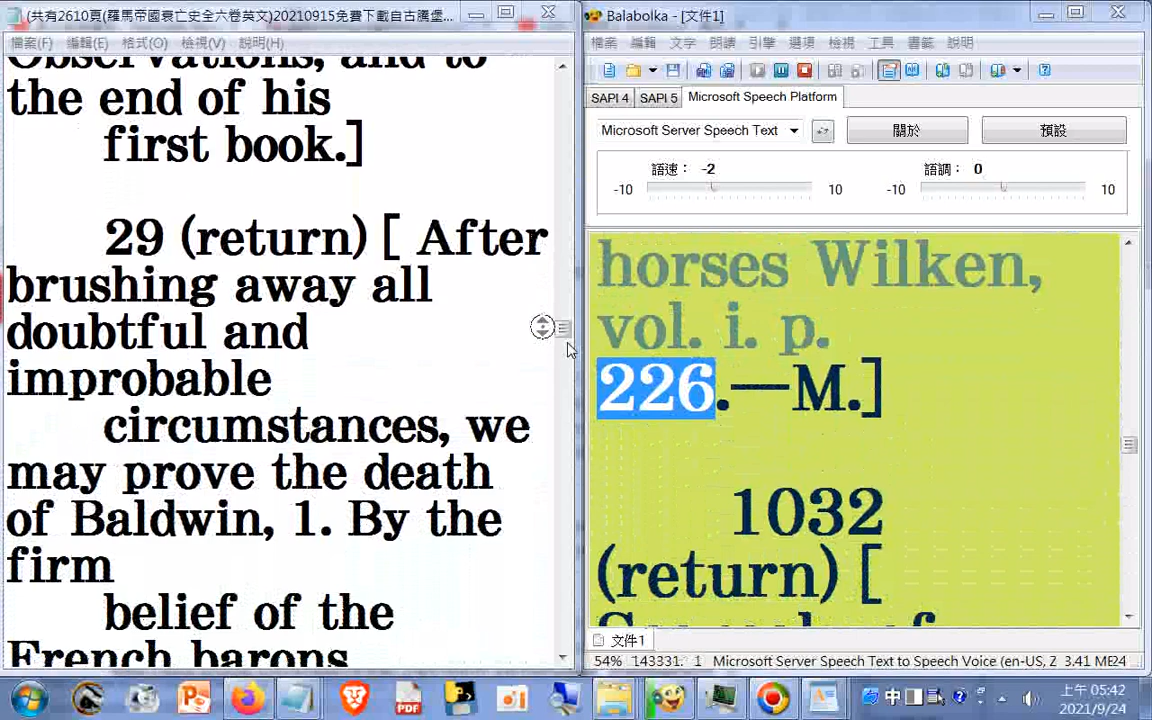 (共有2610頁(羅馬帝國衰亡史全六卷英文)20210915免費下載自古騰堡...
檔案(F) 編輯(E) 格式(O) 檢視(V) 說明(H)
Observations, and to
the end of his
first book.]
29 (return) [ After
brushing away all
doubtful and
improbable
circumstances, we
may prove the death
of Baldwin, 1. By the
firm
belief of the
French barons
Balabolka - [文件1]
檔案 編輯 文字 朗讀 引擎 選項 檢視 工具 書籤 說明
SAPI 4 SAPI 5 Microsoft Speech Platform
Microsoft Server Speech Text 關於 預設
語速: -2 語調: 0
-10 10 -10 10
horses Wilken,
vol. i. p.
226.—M.]
1032
(return) [
文件1
54% 143331: 1 Microsoft Server Speech Text to Speech Voice (en-US, Z 3.41 ME24
PDF 中 上午 05:42
2021/9/24